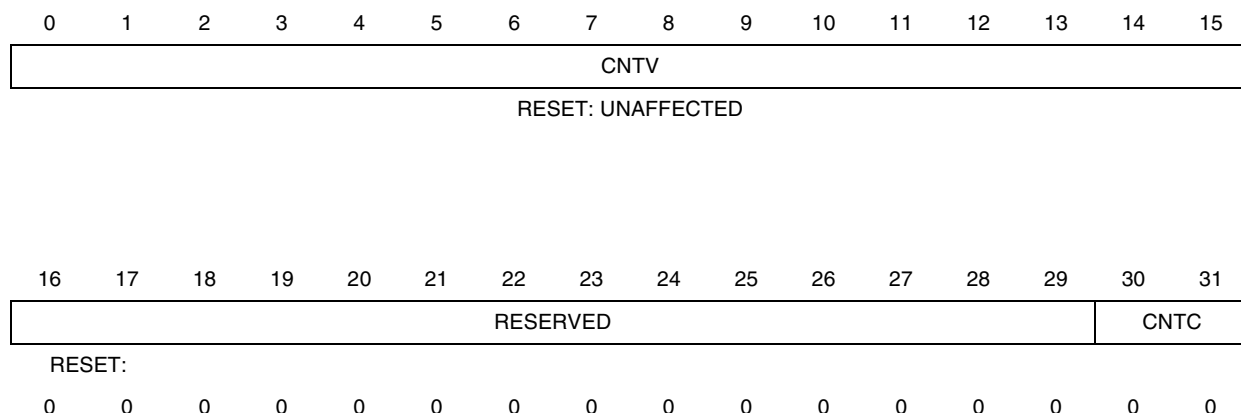 0 1 2 3 4 5 6 7 8 9 10 11 12 13 14 15
CNTV
RESET: UNAFFECTED
16 17 18 19 20 21 22 23 24 25 26 27 28 29 30 31
RESERVED CNTC
RESET:
0 0 0 0 0 0 0 0 0 0 0 0 0 0 0 0